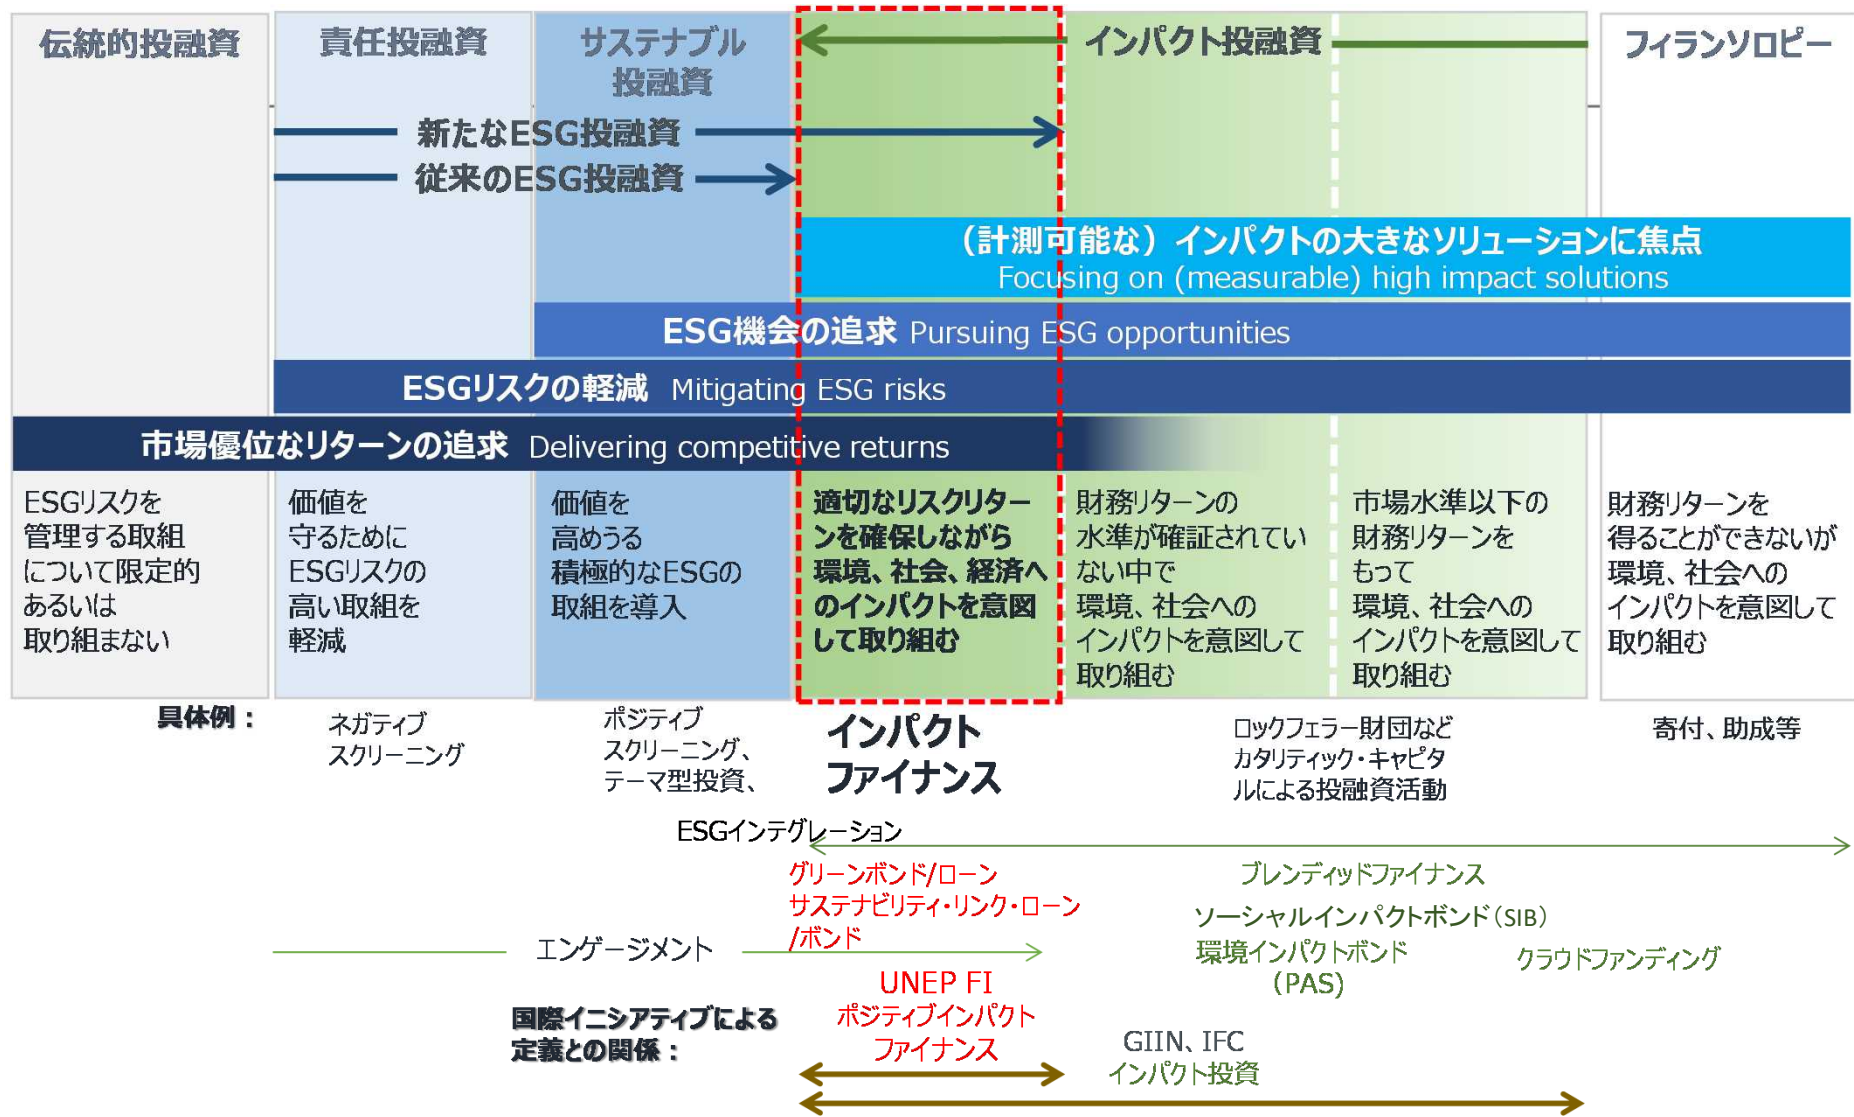 伝統的投融資
責任投融資
サステナブル
投融資
インパクト投融資
フィランソロピー
新たなESG投融資
従来のESG投融資
（計測可能な）インパクトの大きなソリューションに焦点
Focusing on (measurable) high impact solutions
ESG機会の追求 Pursuing ESG opportunities
ESGリスクの軽減 Mitigating ESG risks
市場優位なリターンの追求 Delivering competitive returns
ESGリスクを
管理する取組
について限定的
あるいは
取り組まない
価値を
守るために
ESGリスクの
高い取組を
軽減
価値を
高めうる
積極的なESGの
取組を導入
適切なリスクリター
ンを確保しながら
環境、社会、経済へ
のインパクトを意図
して取り組む
財務リターンの
水準が確証されてい
ない中で
環境、社会への
インパクトを意図して
取り組む
市場水準以下の
財務リターンを
もって
環境、社会への
インパクトを意図して
取り組む
財務リターンを
得ることができないが
環境、社会への
インパクトを意図して
取り組む
具体例：
ネガティブ
スクリーニング
ポジティブ
スクリーニング、
テーマ型投資、
インパクト
ファイナンス
ロックフェラー財団など
カタリティック・キャピタ
ルによる投融資活動
寄付、助成等
ESGインテグレーション
グリーンボンド/ローン
サステナビリティ・リンク・ローン
/ボンド
ブレンディッドファイナンス
ソーシャルインパクトボンド（SIB）
環境インパクトボンド
（PAS）
クラウドファンディング
エンゲージメント
UNEP FI
ポジティブインパクト
ファイナンス
国際イニシアティブによる
定義との関係：
GIIN、IFC
インパクト投資